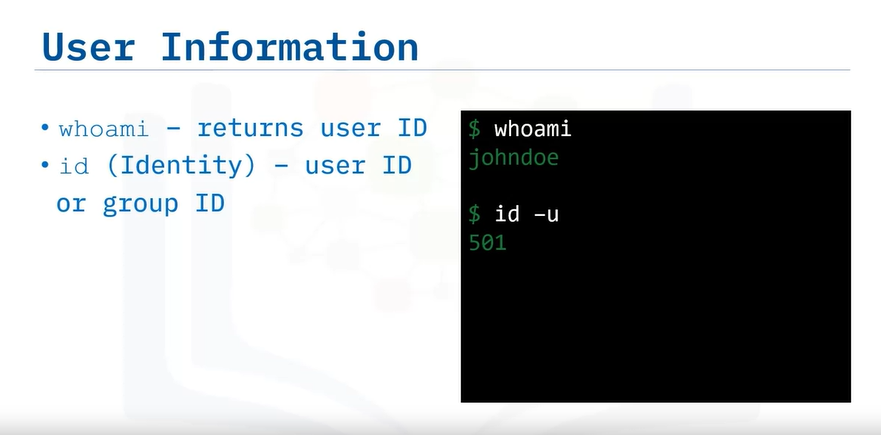 User Information
• whoami – returns user ID
• id (Identity) – user ID
or group ID
$ whoami
johndoe
$ id –u
501